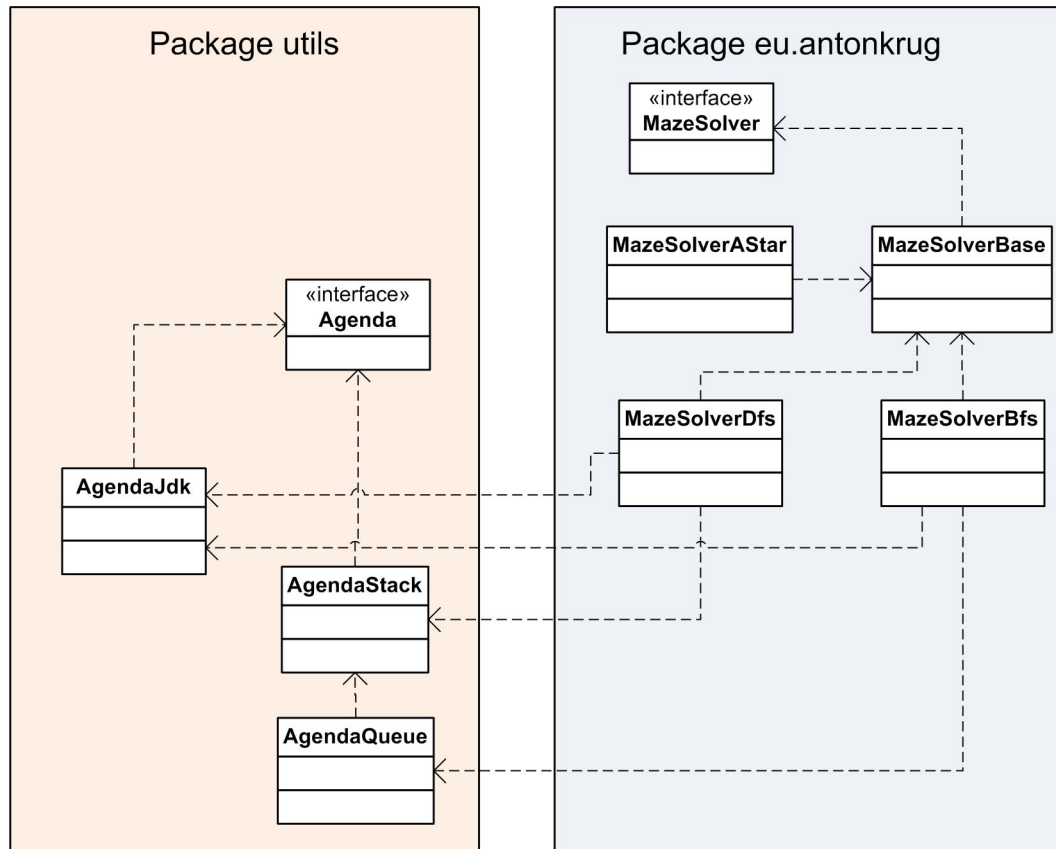 Package utils
«interface»
Agenda
AgendaJdk
AgendaStack
AgendaQueue
Package eu.antonkrug
«interface»
MazeSolver
MazeSolverAStar
MazeSolverBase
MazeSolverDfs
MazeSolverBfs